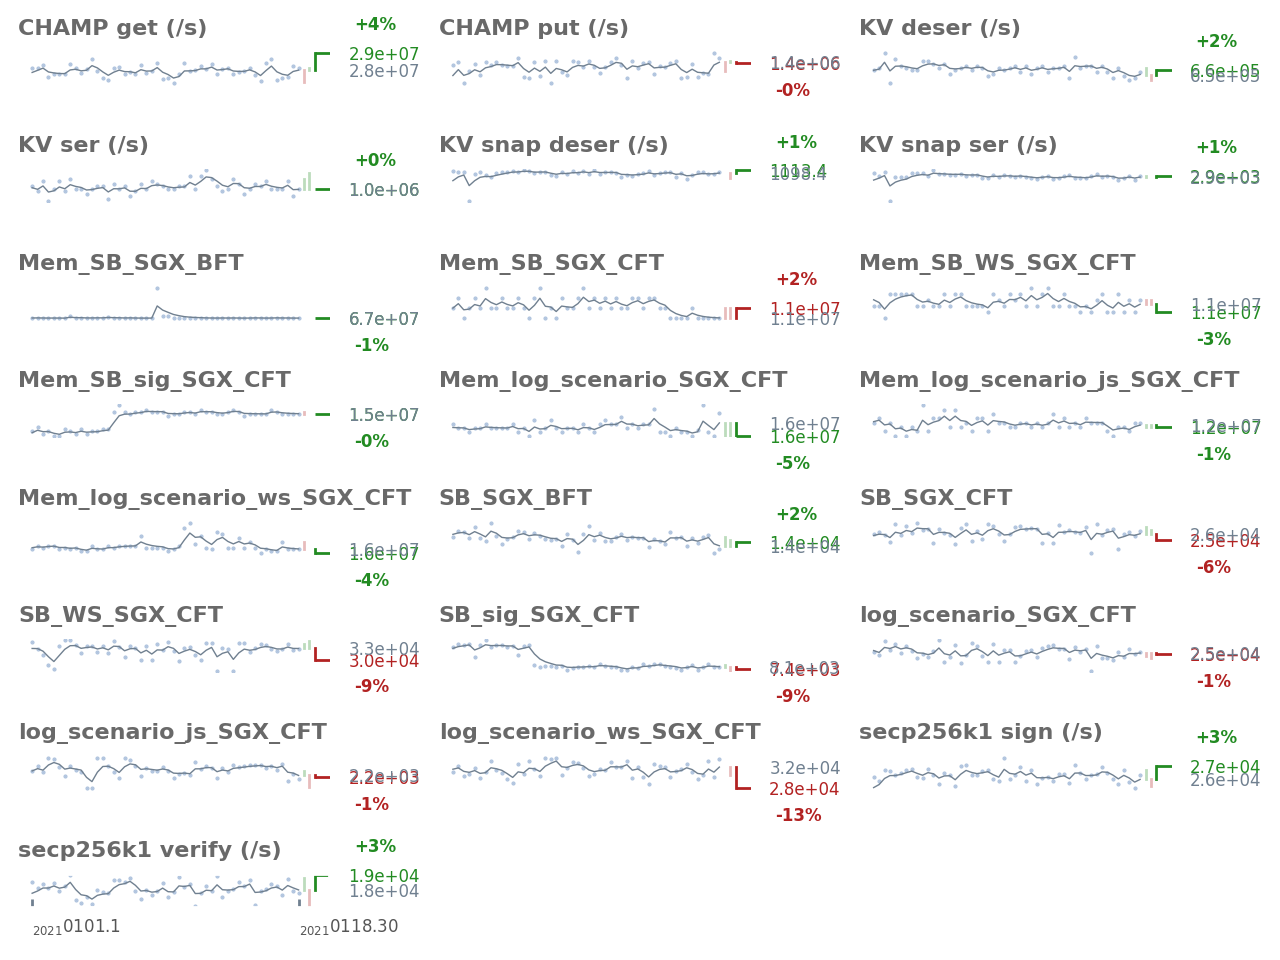 CHAMP get (/s)
+4%
2.9e+07
2.8e+07
CHAMP put (/s)
1.4e+06
1.4e+06
-0%
KV deser (/s)
+2%
6.6e+05
6.5e+05
KV ser (/s)
+0%
1.0e+06
KV snap deser (/s)
+1%
1113.4
1098.4
KV snap ser (/s)
+1%
2.9e+03
2.9e+03
Mem_SB_SGX_BFT
6.7e+07
-1%
Mem_SB_SGX_CFT
+2%
1.1e+07
1.1e+07
Mem_SB_WS_SGX_CFT
1.1e+07
1.1e+07
-3%
Mem_SB_sig_SGX_CFT
1.5e+07
-0%
Mem_log_scenario_SGX_CFT
1.6e+07
1.6e+07
-5%
Mem_log_scenario_js_SGX_CFT
1.2e+07
1.2e+07
-1%
Mem_log_scenario_ws_SGX_CFT
1.6e+07
1.6e+07
-4%
SB_SGX_BFT
+2%
1.4e+04
1.4e+04
SB_SGX_CFT
2.6e+04
2.5e+04
-6%
SB_WS_SGX_CFT
3.3e+04
3.0e+04
-9%
SB_sig_SGX_CFT
8.1e+03
7.4e+03
-9%
log_scenario_SGX_CFT
2.5e+04
2.5e+04
-1%
log_scenario_js_SGX_CFT
2.2e+03
2.2e+03
-1%
log_scenario_ws_SGX_CFT
3.2e+04
2.8e+04
-13%
secp256k1 sign (/s)
+3%
2.7e+04
2.6e+04
secp256k1 verify (/s)
+3%
1.9e+04
1.8e+04
20210101.1
20210118.30